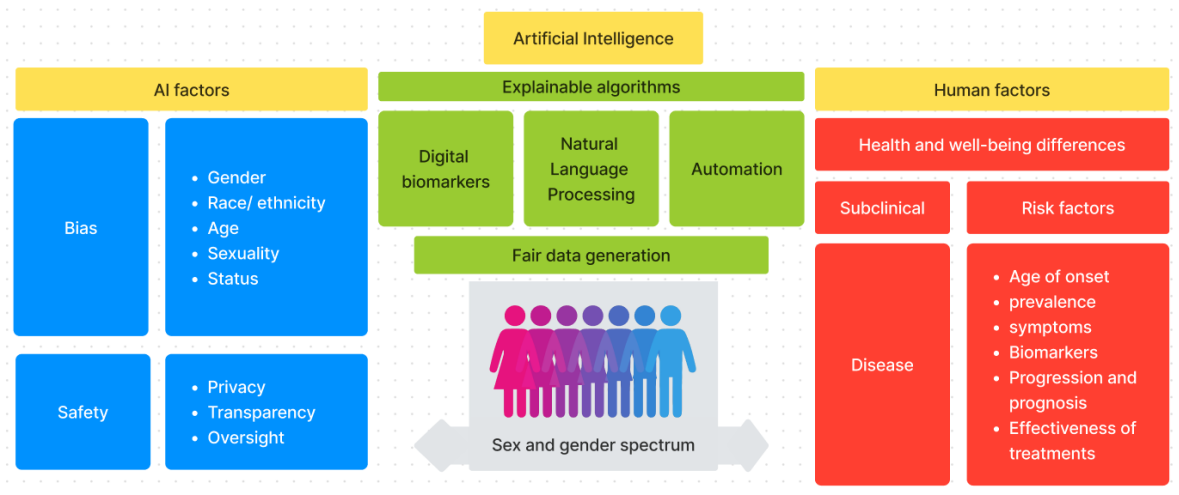 Artificial Intelligence
AI factors
Bias
• Gender
• Race/ ethnicity
• Age
• Sexuality
• Status
Safety
• Privacy
• Transparency
• Oversight
Explainable algorithms
Digital
biomarkers
Natural
Language
Processing
Automation
Fair data generation
Sex and gender spectrum
Human factors
Health and well-being differences
Subclinical
Risk factors
Disease
• Age of onset
• prevalence
• symptoms
• Biomarkers
• Progression and
prognosis
• Effectiveness of
treatments